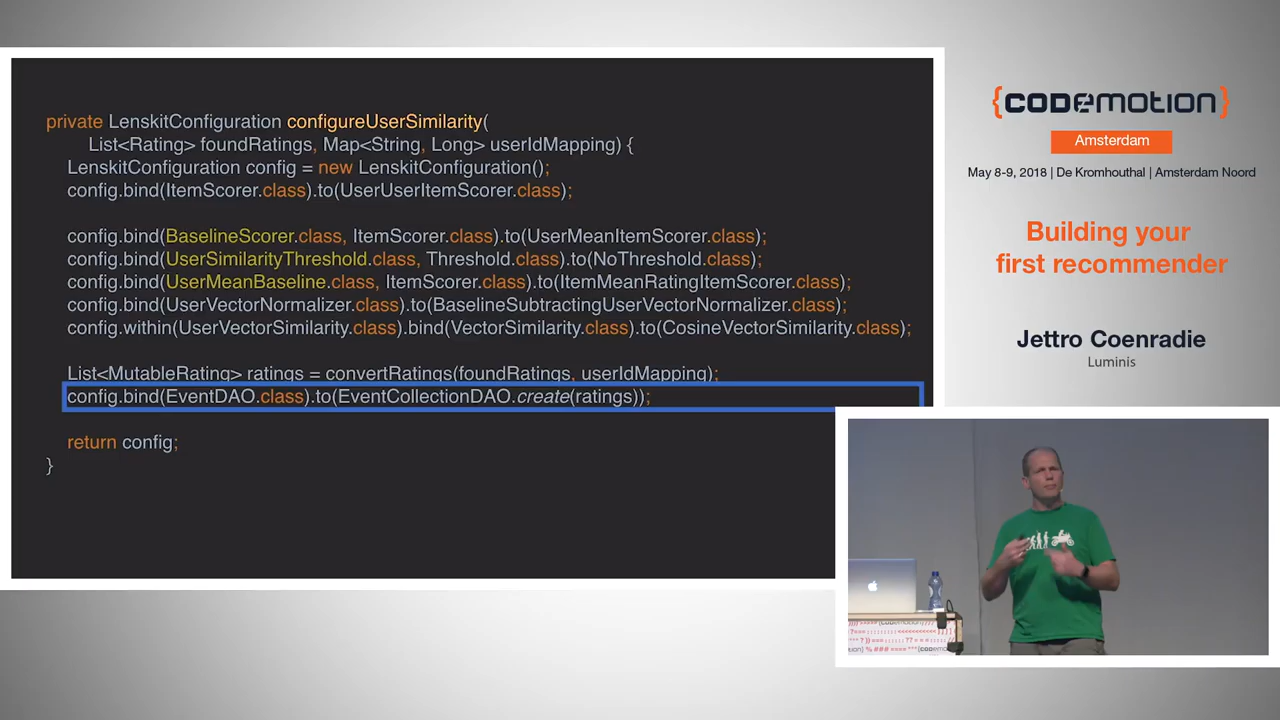 private LenskitConfiguration configureUserSimilarity(
List<Rating> foundRatings, Map<String, Long> userIdMapping) {
LenskitConfiguration config = new LenskitConfiguration();
config.bind(ItemScorer.class).to(UserUserItemScorer.class);
config.bind(BaselineScorer.class, ItemScorer.class).to(UserMeanItemScorer.class);
config.bind(UserSimilarityThreshold.class, Threshold.class).to(NoThreshold.class);
config.bind(UserMeanBaseline.class, ItemScorer.class).to(ItemMeanRatingItemScorer.class);
config.bind(UserVectorNormalizer.class).to(BaselineSubtractingUserVectorNormalizer.class);
config.within(UserVectorSimilarity.class).bind(VectorSimilarity.class).to(CosineVectorSimilarity.class);
List<MutableRating> ratings = convertRatings(foundRatings, userIdMapping);
config.bind(EventDAO.class).to(EventCollectionDAO.create(ratings));
return config;
}
{CODEMOTION}
Amsterdam
May 8-9, 2018 | De Kromhouthal | Amsterdam Noord
Building your
first recommender
Jettro Coenradie
Luminis